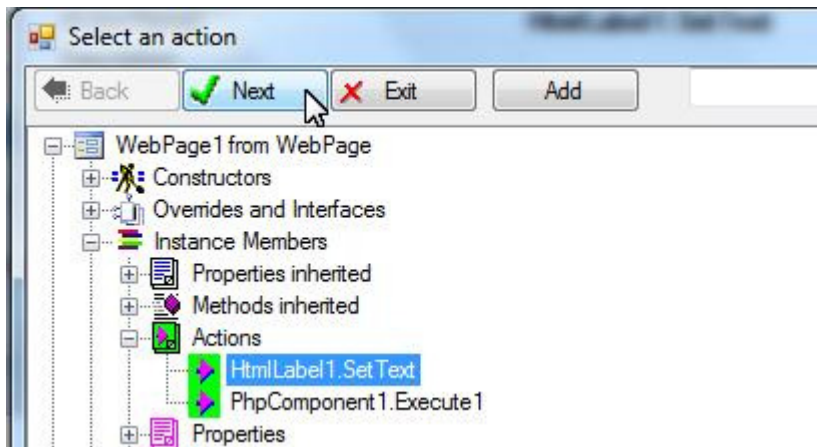 Select an action
Back Next Exit Add
WebPage1 from WebPage
Constructors
Overrides and Interfaces
Instance Members
Properties inherited
Methods inherited
Actions
HtmlLabel1.SetText
PhpComponent1.Execute1
Properties